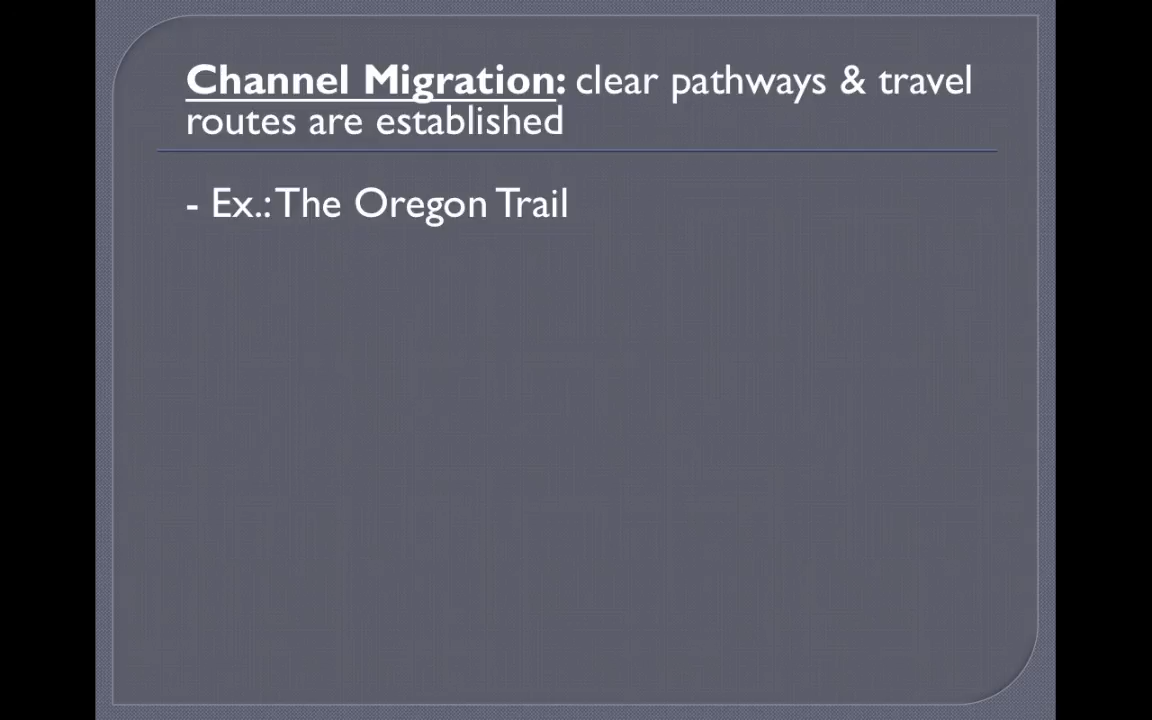 Channel Migration: clear pathways & travel
routes are established
- Ex.: The Oregon Trail